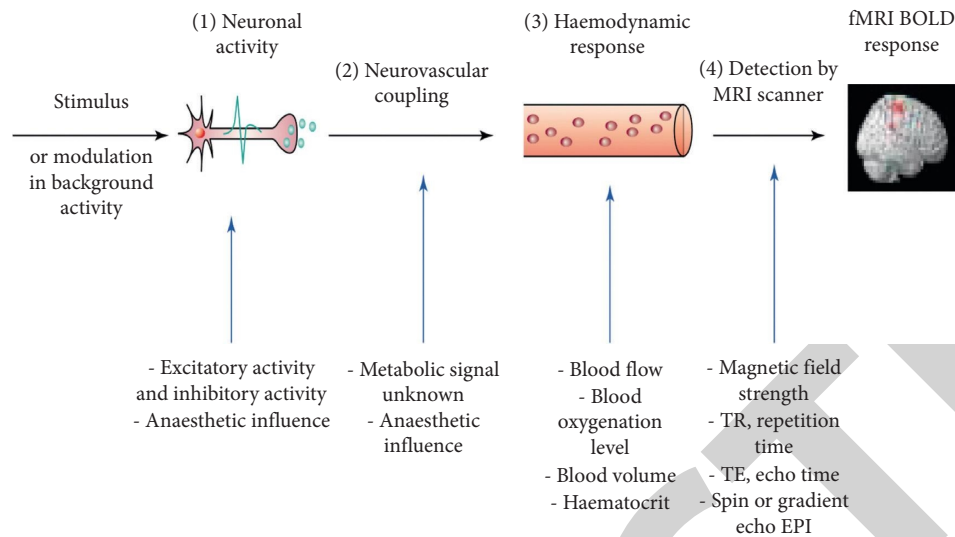 (1) Neuronal
activity
(2) Neurovascular
coupling
(3) Haemodynamic
response
(4) Detection by
MRI scanner
fMRI BOLD
response
Stimulus
or modulation
in background
activity
- Excitatory activity
and inhibitory activity
- Anaesthetic influence
- Metabolic signal
unknown
- Anaesthetic
influence
- Blood flow
- Blood
oxygenation
level
- Blood volume
- Haematocrit
- Magnetic field
strength
- TR, repetition
time
- TE, echo time
- Spin or gradient
echo EPI